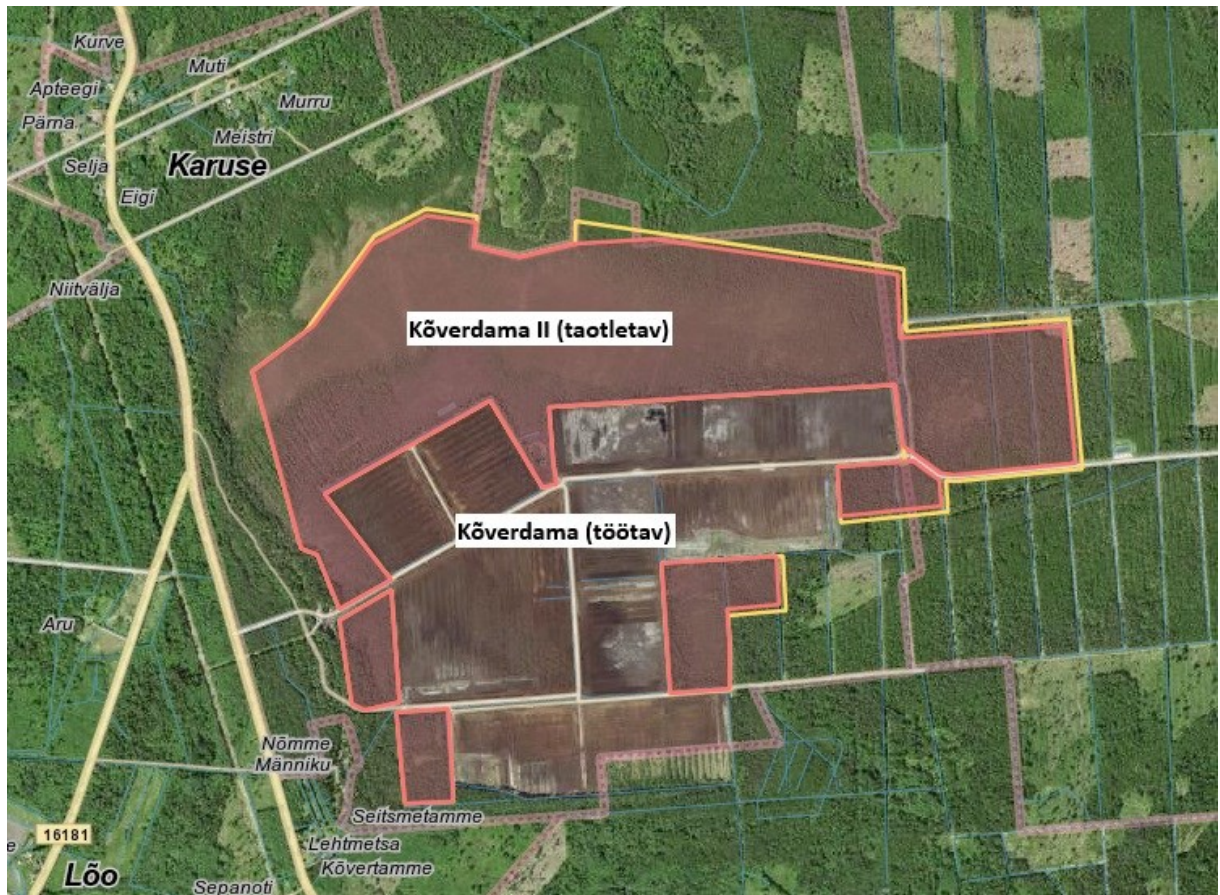 Kurve
Muti
Apteegi
Murru
Pärna
Meistri
Selja
Karuse
Eigi
Niitvälja
Kõverdama II (taotletav)
Kõverdama (töötav)
Aru
Nõmme
Männiku
Seitsmetamme
16181
Lehtmetsa
e
Kõvertamme
Lõo
Sepanoti